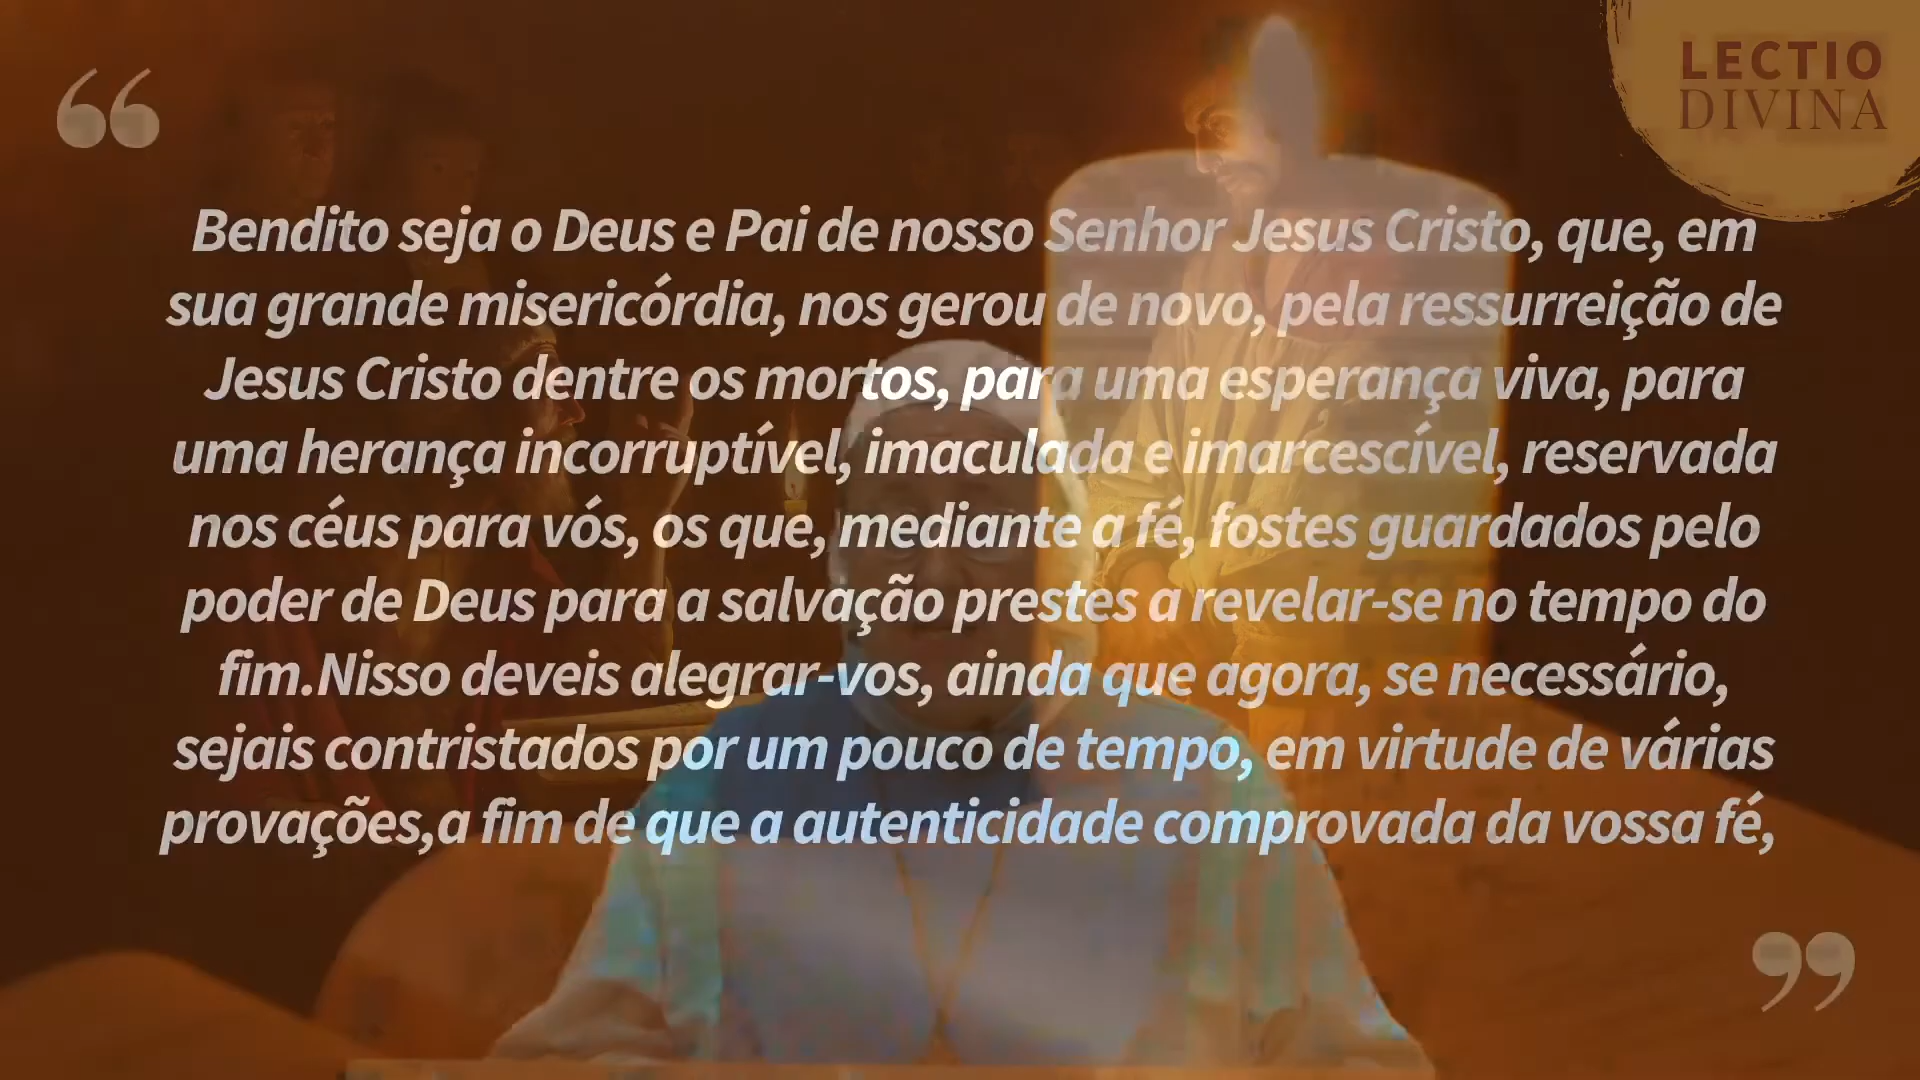 LECTIO
DIVINA
Bendito seja o Deus e Pai de nosso Senhor Jesus Cristo, que, em
sua grande misericórdia, nos gerou de novo, pela ressurreição de
Jesus Cristo dentre os mortos, para uma esperança viva, para
uma herança incorruptível, imaculada e imarcescível, reservada
nos céus para vós, os que, mediante a fé, fostes guardados pelo
poder de Deus para a salvação prestes a revelar-se no tempo do
fim.Nisso deveis alegrar-vos, ainda que agora, se necessário,
sejais contristados por um pouco de tempo, em virtude de várias
provações,a fim de que a autenticidade comprovada da vossa fé,